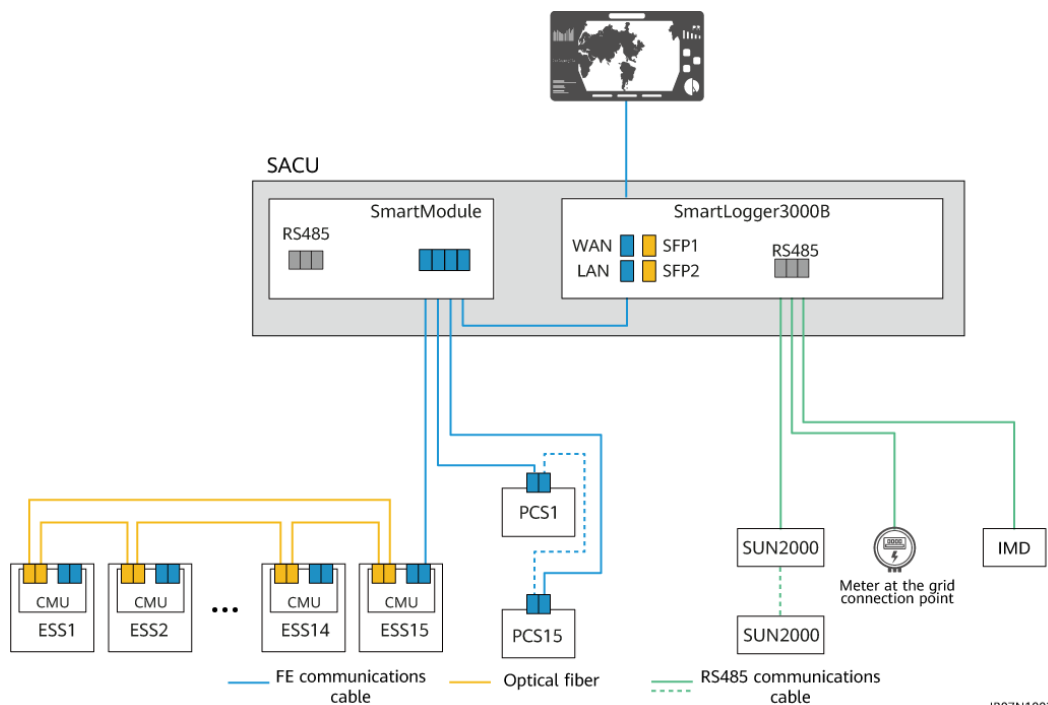 SACU
SmartModule
RS485
SmartLogger3000B
WAN
SFP1
LAN
SFP2
RS485
PCS1
SUN2000
IMD
Meter at the grid
connection point
CMU
ESS1
CMU
ESS2
...
CMU
ESS14
CMU
ESS15
PCS15
SUN2000
FE communications
cable
Optical fiber
RS485 communications
cable